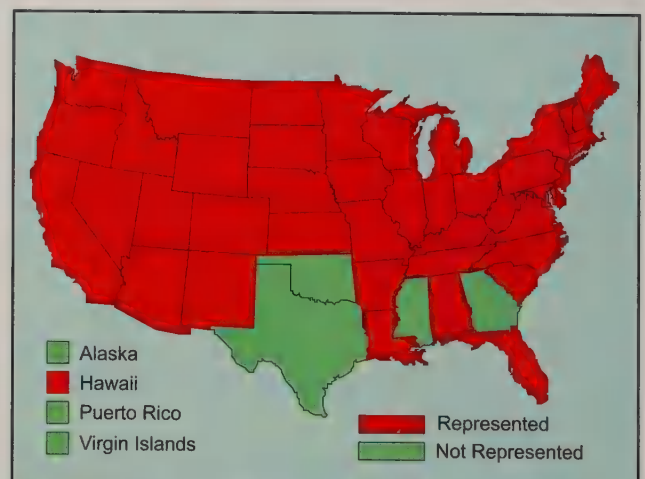 Alaska
Hawaii
Puerto Rico
Virgin Islands
Represented
Not Represented